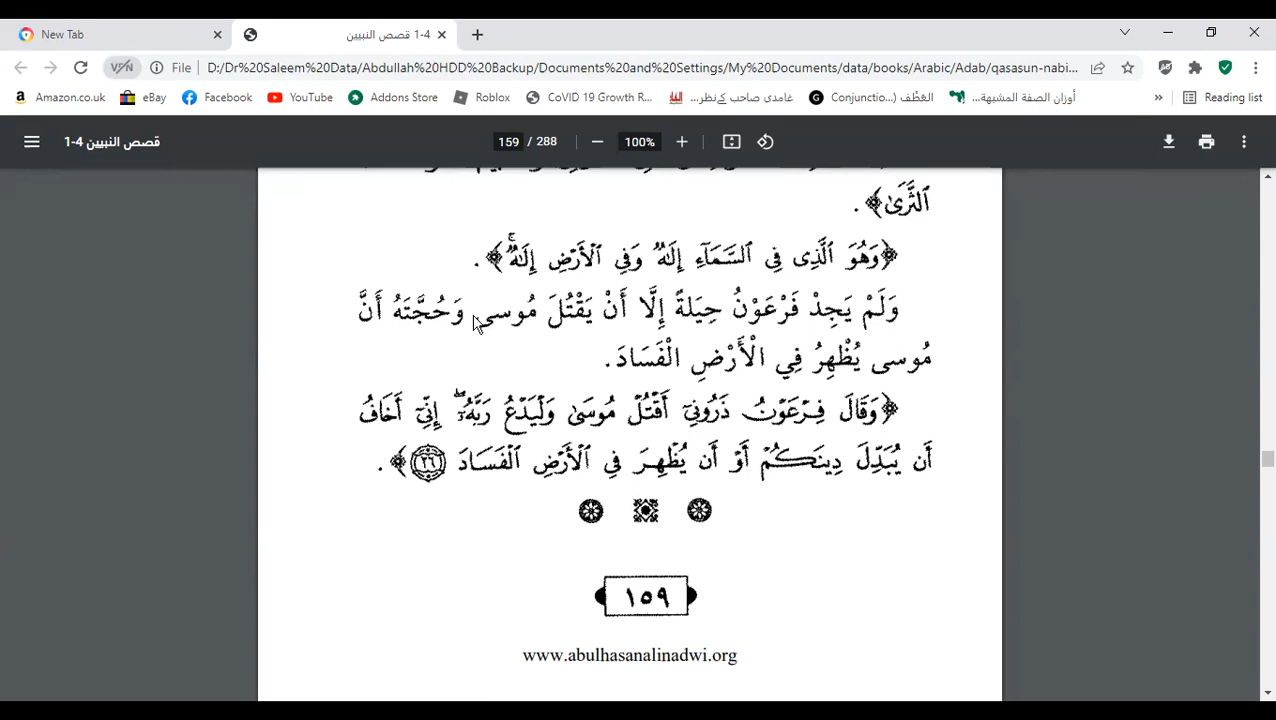 New Tab
قصص النبيين 4-1
File
D:/Dr%20Saleem%20Data/Abdullah%20HDD%20Backup/Documents%20and%20Settings/My%20Documents/data/books/Arabic/Adab/qasasun-nabi...
Amazon.co.uk
eBay
Facebook
YouTube
Addons Store
Roblox
CoVID 19 Growth R...
غامدی صاحب کےنظر...
Conjunctio...) العَطْف
أوزان الصفة المشبهة...
»
Reading list
قصص النبيين 4-1
159 / 288
100%
ٱلثَّرَىٰ﴾ .
﴿وَهُوَ ٱلَّذِى فِى ٱلسَّمَآءِ إِلَٰهٌ وَفِى ٱلْأَرْضِ إِلَٰهٌۚ﴾ .
وَلَمْ يَجِدْ فَرْعَوْنُ حِيَلةً إِلَّا أَنْ يَقْتُلَ مُوسى وَحُجَّتَهُ أَنَّ
مُوسى يُظْهِرُ فِي الْأَرْضِ الْفَسَادَ.
﴿وَقَالَ فِرْعَوْنُ ذَرُونِىٓ أَقْتُلْ مُوسَىٰ وَلْيَدْعُ رَبَّهُۥٓۖ إِنِّىٓ أَخَافُ
أَن يُبَدِّلَ دِينَكُمْ أَوْ أَن يُظْهِرَ فِى ٱلْأَرْضِ ٱلْفَسَادَ ٢٦﴾ .
١٥٩
www.abulhasanalinadwi.org